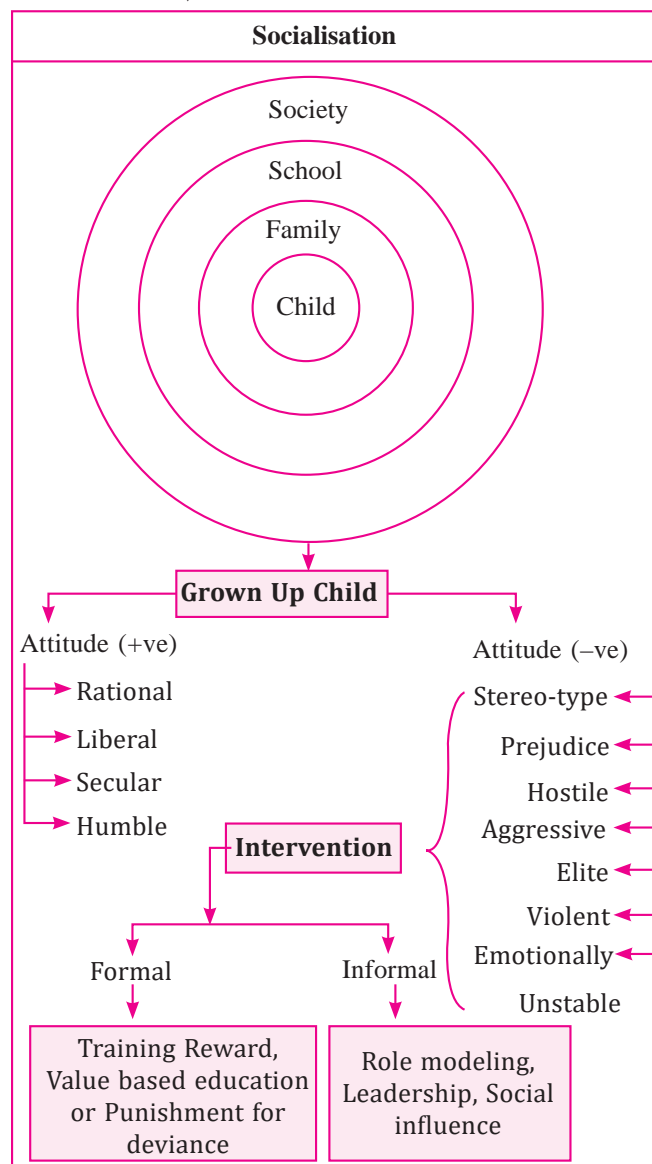 Socialisation
Society
School
Family
Child
Grown Up Child
Attitude (+ve)
Rational
Liberal
Secular
Humble
Attitude (–ve)
Stereo-type
Prejudice
Hostile
Aggressive
Elite
Violent
Emotionally
Unstable
Intervention
Formal
Informal
Training Reward,
Value based education
or Punishment for
deviance
Role modeling,
Leadership, Social
influence